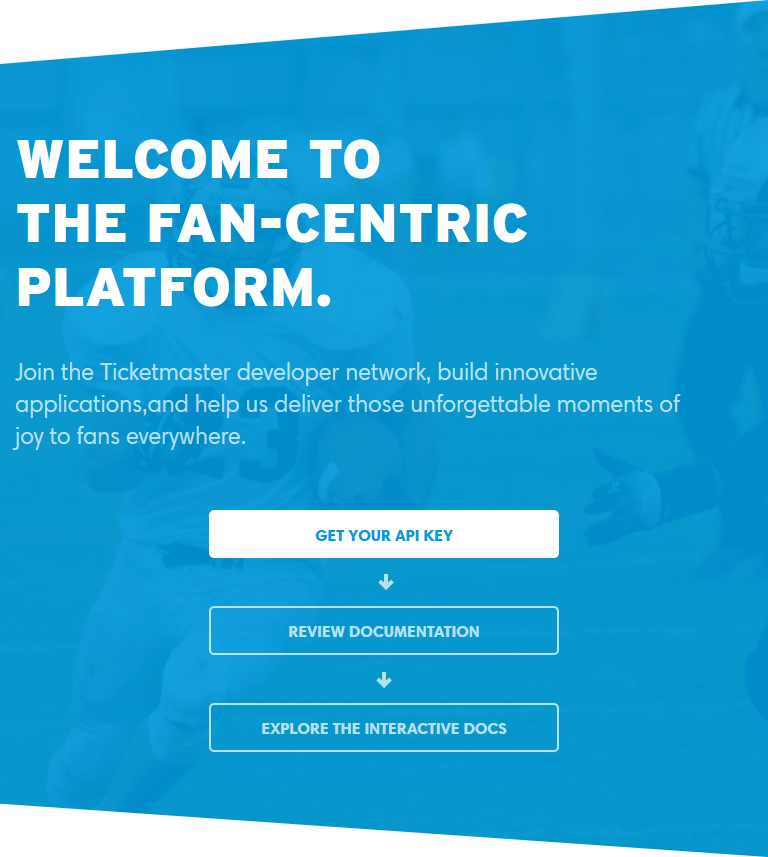 WELCOME TO
THE FAN-CENTRIC
PLATFORM.
Join the Ticketmaster developer network, build innovative
applications,and help us deliver those unforgettable moments of
joy to fans everywhere.
GET YOUR API KEY
REVIEW DOCUMENTATION
EXPLORE THE INTERACTIVE DOCS